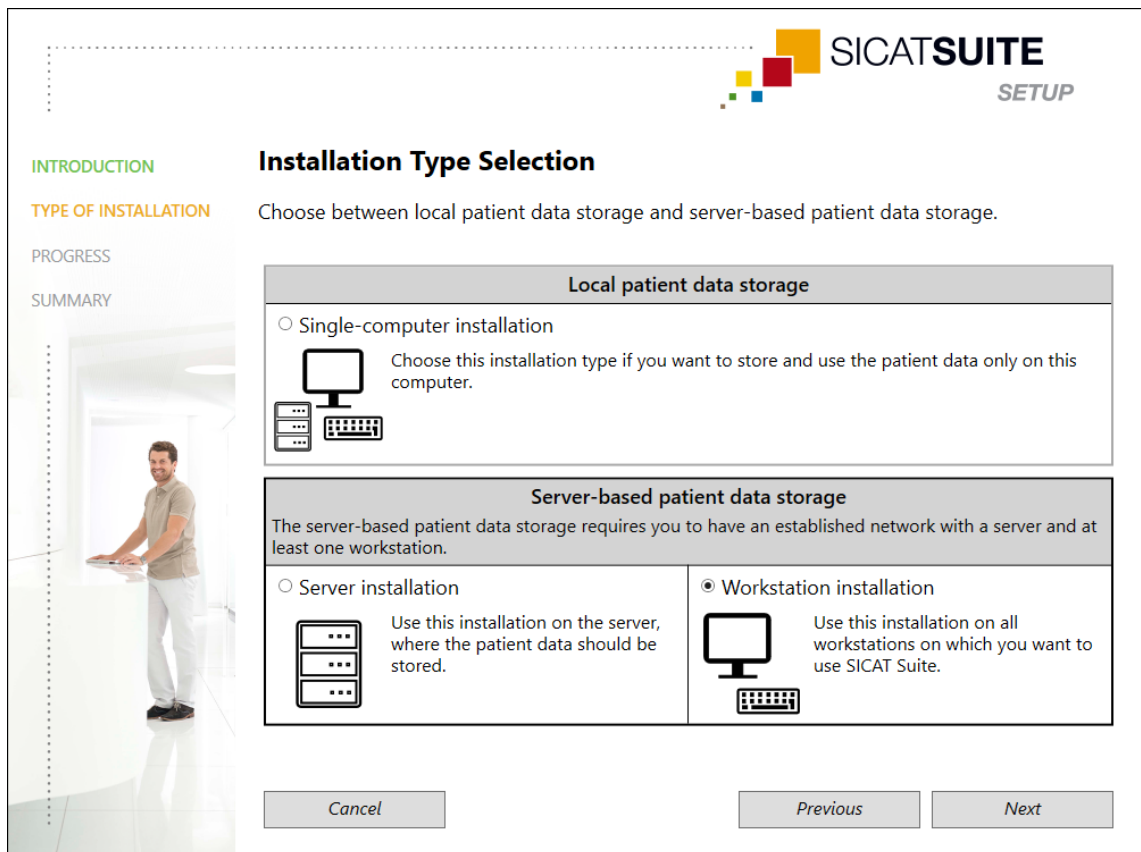 SICATSUITE
SETUP
INTRODUCTION
TYPE OF INSTALLATION
PROGRESS
SUMMARY
Installation Type Selection
Choose between local patient data storage and server-based patient data storage.
Local patient data storage
Single-computer installation
Choose this installation type if you want to store and use the patient data only on this
computer.
Server-based patient data storage
The server-based patient data storage requires you to have an established network with a server and at
least one workstation.
Server installation
Use this installation on the server,
where the patient data should be
stored.
Workstation installation
Use this installation on all
workstations on which you want to
use SICAT Suite.
Cancel
Previous
Next